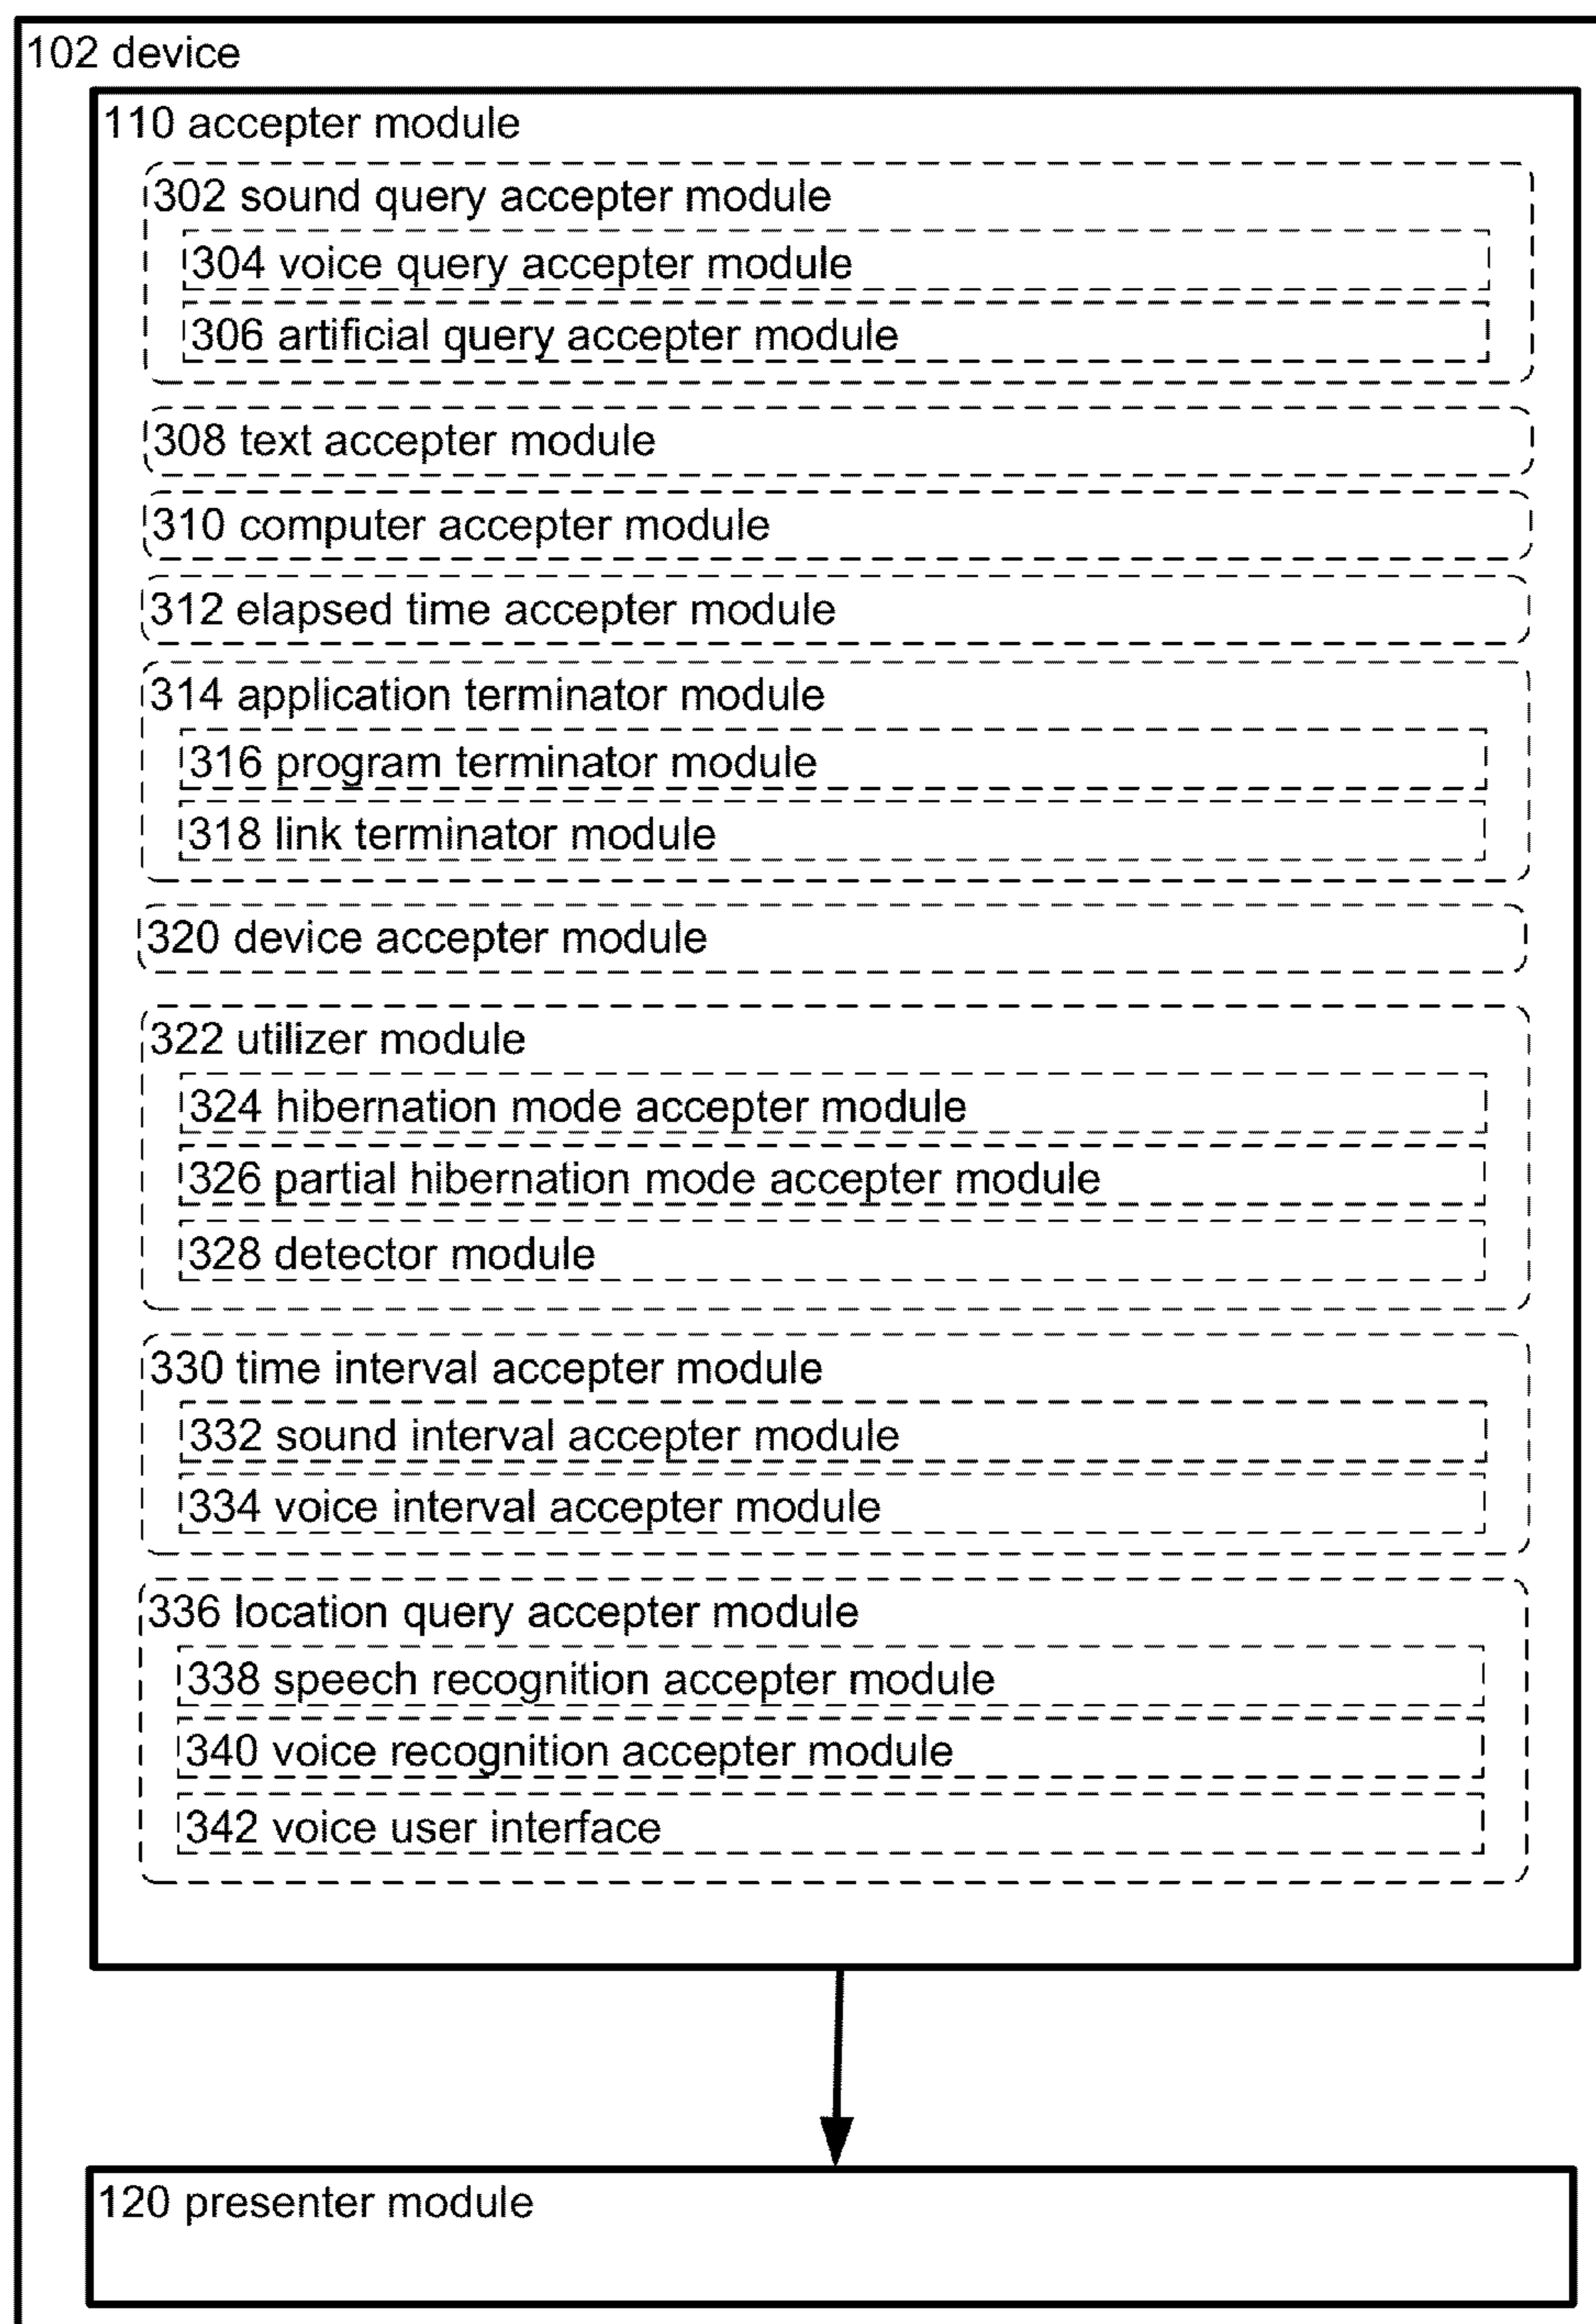 102 device
110 accepter module
302 sound query accepter module
304 voice query accepter module
306 artificial query accepter module
308 text accepter module
310 computer accepter module
312 elapsed time accepter module
314 application terminator module
316 program terminator module
318 link terminator module
320 device accepter module
322 utilizer module
324 hibernation mode accepter module
326 partial hibernation mode accepter module
328 detector module
330 time interval accepter module
332 sound interval accepter module
334 voice interval accepter module
336 location query accepter module
338 speech recognition accepter module
340 voice recognition accepter module
342 voice user interface
120 presenter module